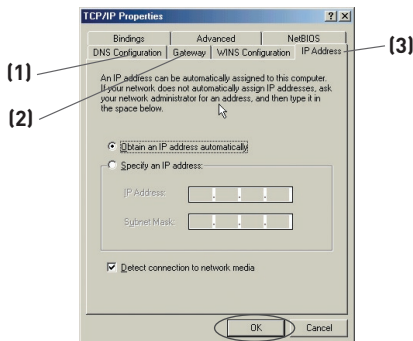 TCP/IP Properties
Bindings Advanced NetBIOS
DNS Configuration Gateway WINS Configuration IP Address
(1)
(2)
(3)
An IP address can be automatically assigned to this computer.
If your network does not automatically assign IP addresses, ask
your network administrator for an address, and then type it in
the space below.
Obtain an IP address automatically
Specify an IP address:
IP Address:
Subnet Mask:
Detect connection to network media
OK Cancel